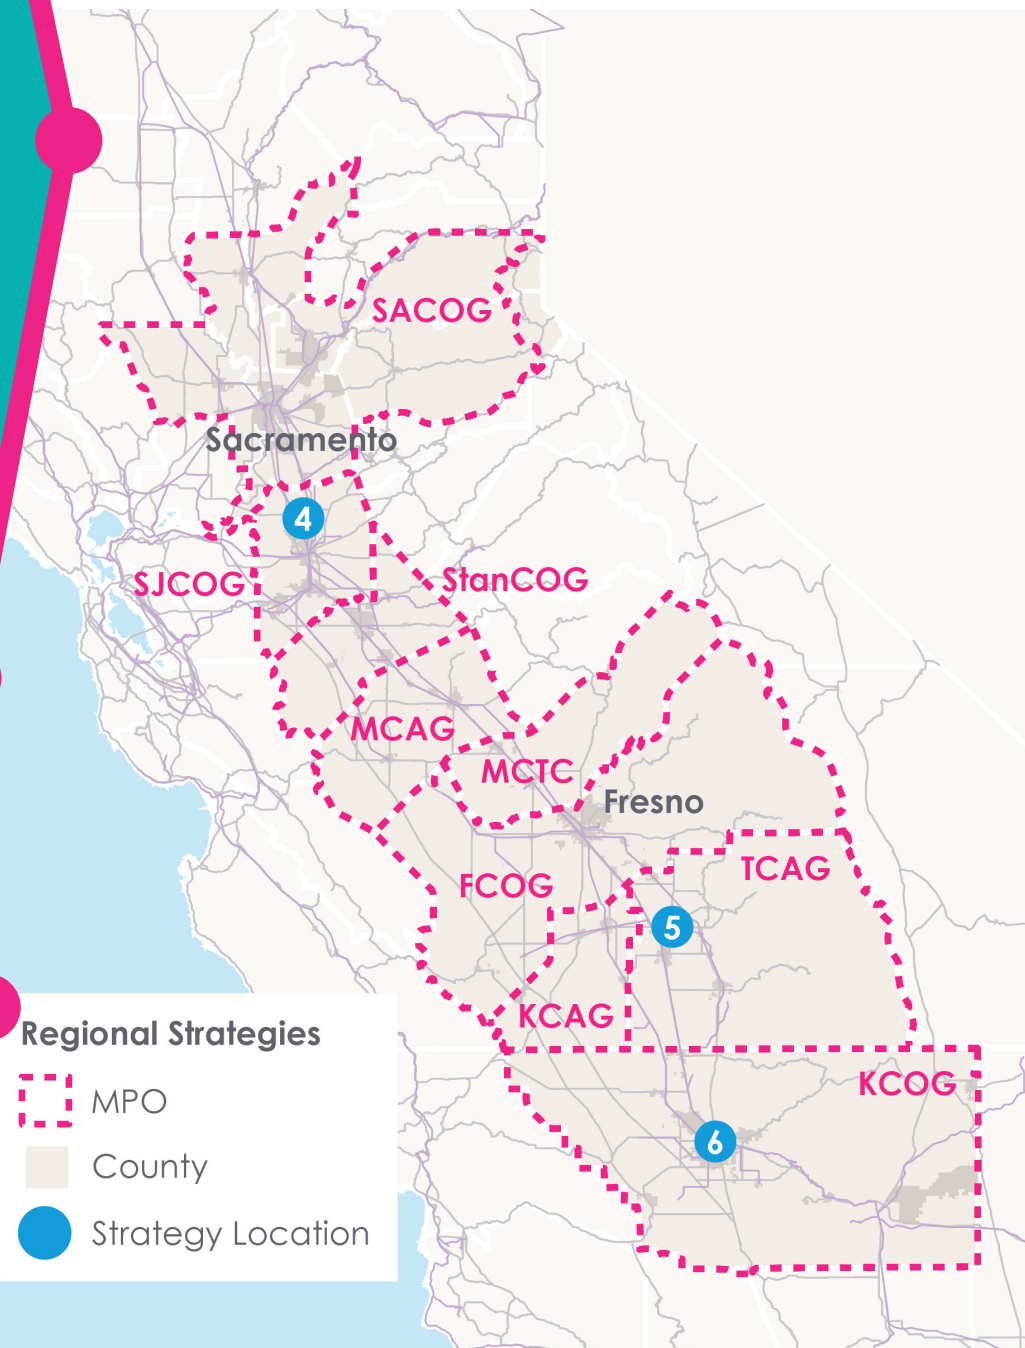 SACOG
Sacramento
4
SJCOG
StanCOG
MCAG
MCTC
Fresno
TCAG
FCOG
5
KCAG
KCOG
6
Regional Strategies
MPO
County
Strategy Location